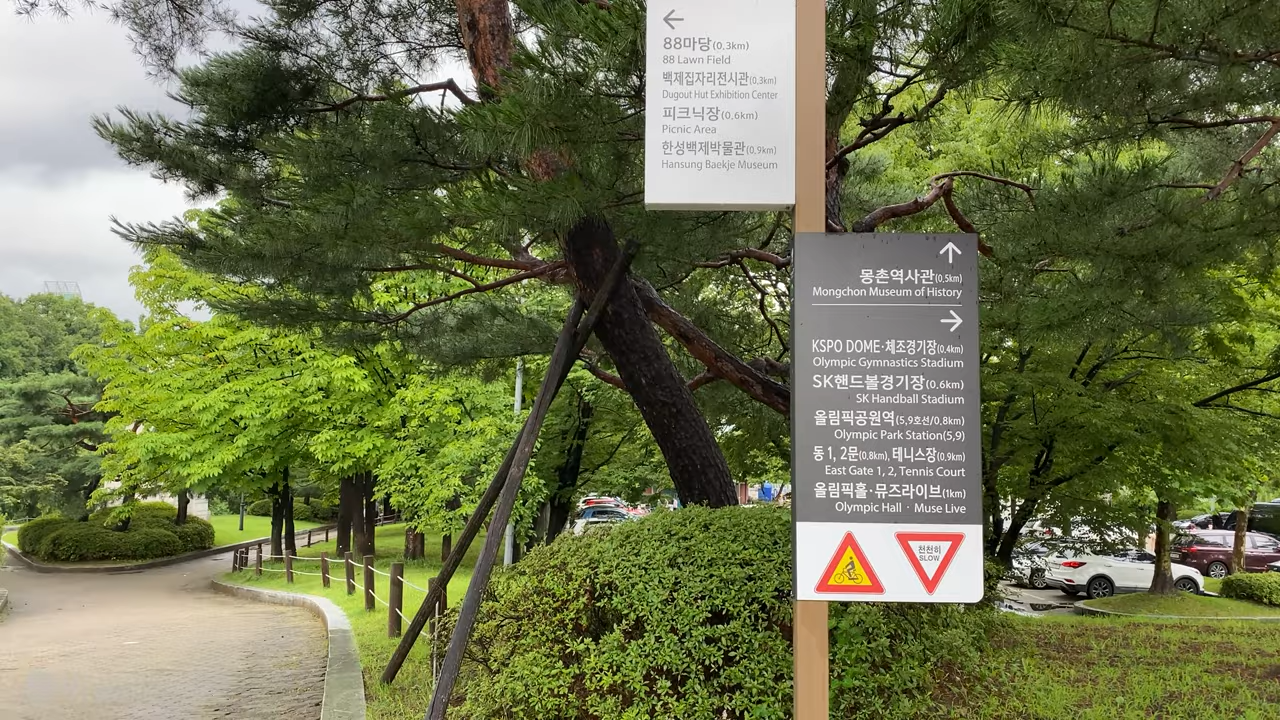 ←
88마당(0.3km)
88 Lawn Field
백제집자리전시관(0.3km)
Dugout Hut Exhibition Center
피크닉장(0.6km)
Picnic Area
한성백제박물관(0.9km)
Hansung Baekje Museum
↑
몽촌역사관(0.5km)
Mongchon Museum of History
→
KSPO DOME·체조경기장(0.4km)
Olympic Gymnastics Stadium
SK핸드볼경기장(0.6km)
SK Handball Stadium
올림픽공원역(5,9호선/0.8km)
Olympic Park Station(5,9)
동 1, 2문(0.8km), 테니스장(0.9km)
East Gate 1, 2, Tennis Court
올림픽홀·뮤즈라이브(1km)
Olympic Hall · Muse Live
천천히
SLOW